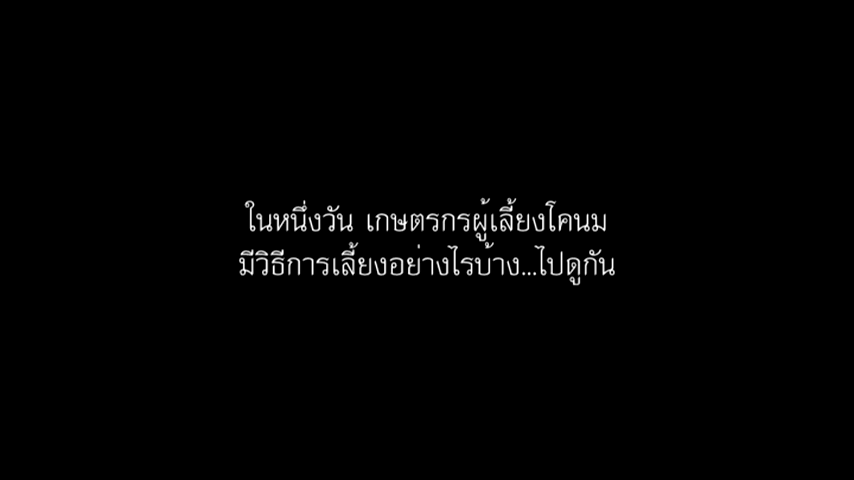 ในหนึ่งวัน เกษตรกรผู้เลี้ยงโคนม
มีวิธีการเลี้ยงอย่างไรบ้าง...ไปดูกัน